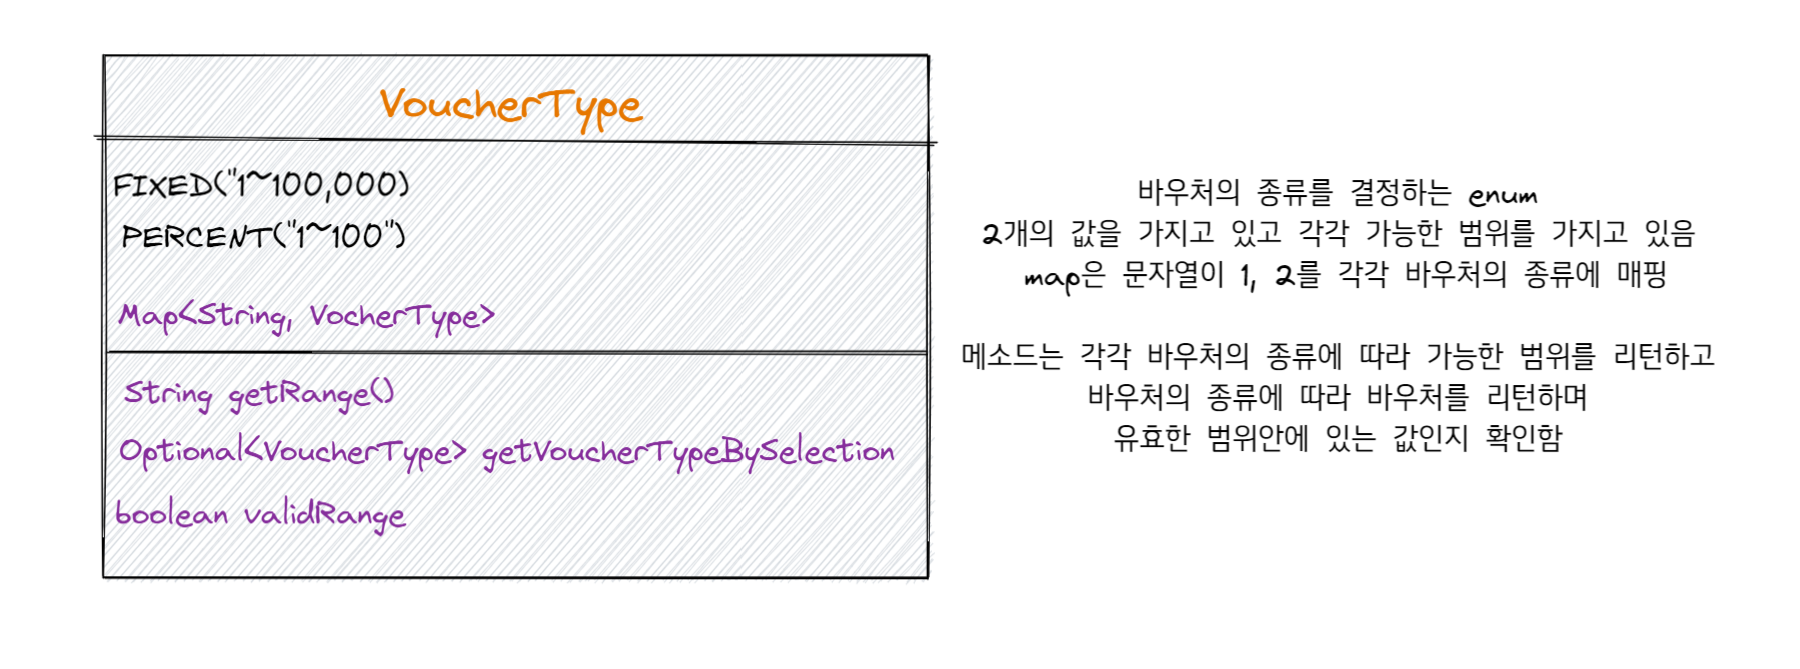 VoucherType
FIXED("1~100,000)
PERCENT("1~100")
Map<String, VocherType>
String getRange()
Optional<VoucherType> getVoucherTypeBySelection
boolean validRange
바우처의 종류를 결정하는 enum
2개의 값을 가지고 있고 각각 가능한 범위를 가지고 있음
map은 문자열이 1, 2를 각각 바우처의 종류에 매핑
메소드는 각각 바우처의 종류에 따라 가능한 범위를 리턴하고
바우처의 종류에 따라 바우처를 리턴하며
유효한 범위안에 있는 값인지 확인함